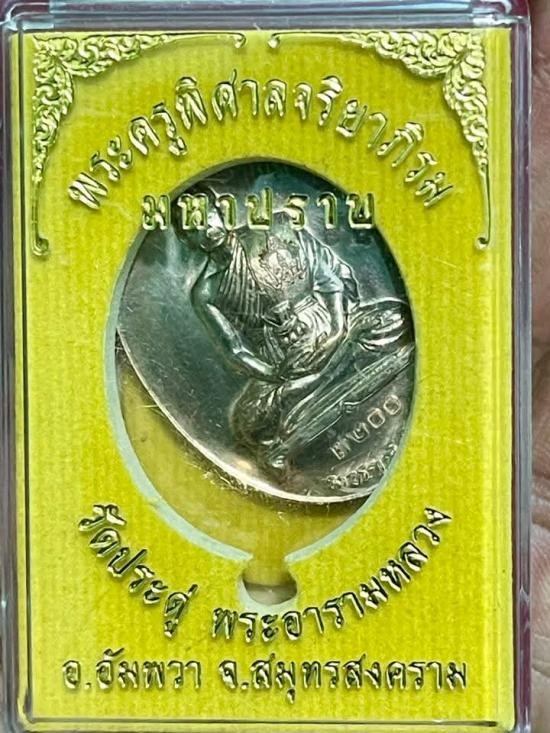 พระครูพิศาลจริยาภิรม
มหาปราบ
๓๒๐๐
วัดประดู่ พระอารามหลวง
อ.อัมพวา จ.สมุทรสงคราม